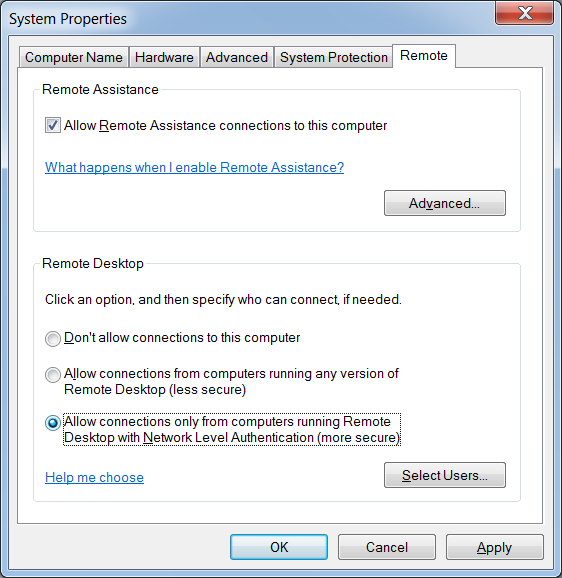 System Properties
Computer Name Hardware Advanced System Protection Remote
Remote Assistance
Allow Remote Assistance connections to this computer
What happens when I enable Remote Assistance?
Advanced...
Remote Desktop
Click an option, and then specify who can connect, if needed.
Don't allow connections to this computer
Allow connections from computers running any version of
Remote Desktop (less secure)
Allow connections only from computers running Remote
Desktop with Network Level Authentication (more secure)
Help me choose
Select Users...
OK Cancel Apply